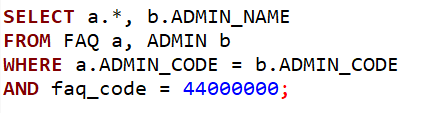 SELECT a.*, b.ADMIN_NAME
FROM FAQ a, ADMIN b
WHERE a.ADMIN_CODE = b.ADMIN_CODE
AND faq_code = 44000000;